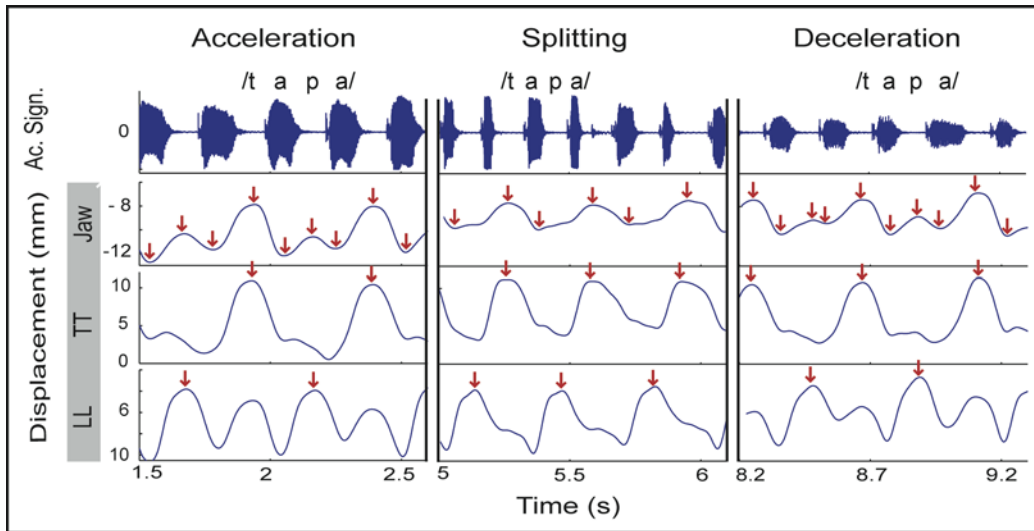 Acceleration Splitting Deceleration
/t a p a/ /t a p a/ /t a p a/
Ac. Sign.
0
Displacement (mm)
Jaw
- 8
-12
TT
10
5
0
LL
6
10
1.5 2 2.5 5 5.5 6 8.2 8.7 9.2
Time (s)